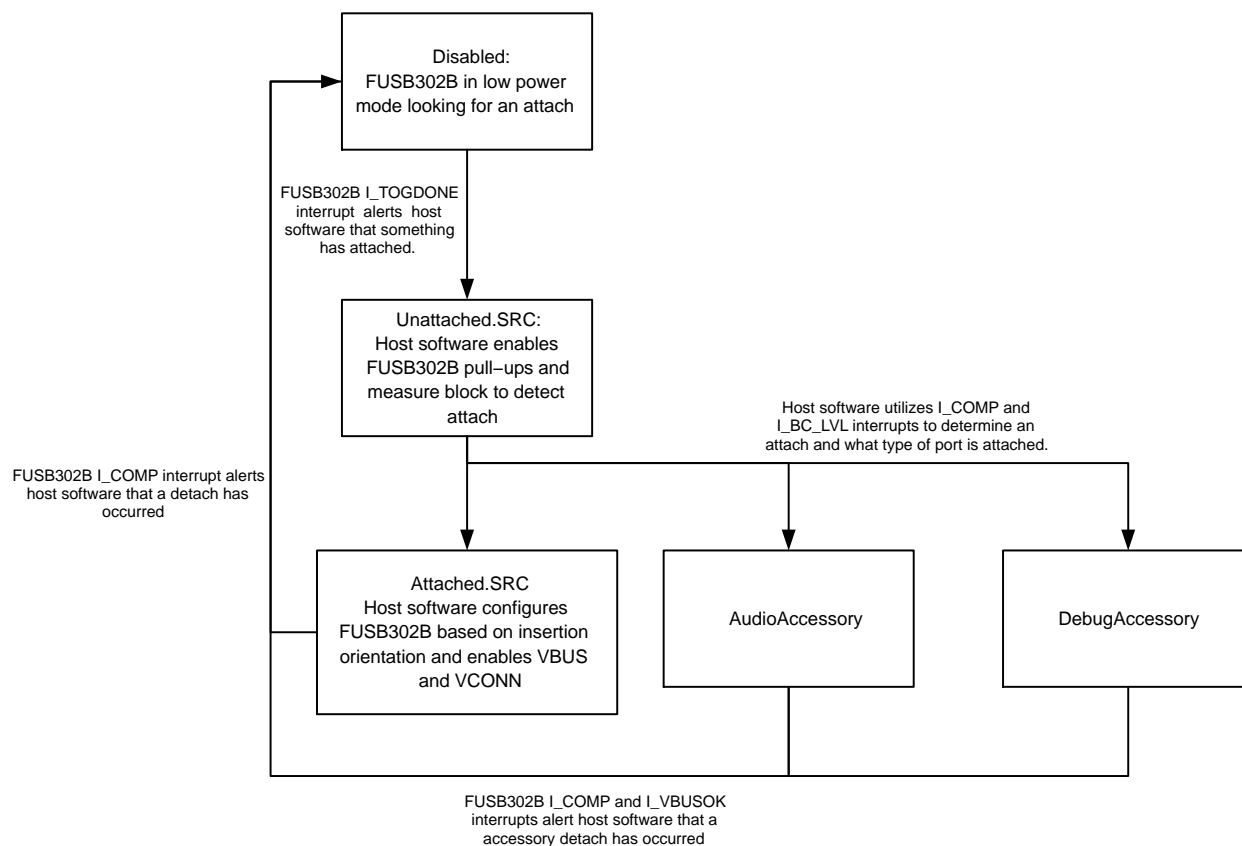 Disabled:
FUSB302B in low power
mode looking for an attach
FUSB302B I_TOGDONE
interrupt alerts host
software that something
has attached.
Unattached.SRC:
Host software enables
FUSB302B pull−ups and
measure block to detect
attach
Host software utilizes I_COMP and
I_BC_LVL interrupts to determine an
attach and what type of port is attached.
FUSB302B I_COMP interrupt alerts
host software that a detach has
occurred
Attached.SRC
Host software configures
FUSB302B based on insertion
orientation and enables VBUS
and VCONN
AudioAccessory
DebugAccessory
FUSB302B I_COMP and I_VBUSOK
interrupts alert host software that a
accessory detach has occurred